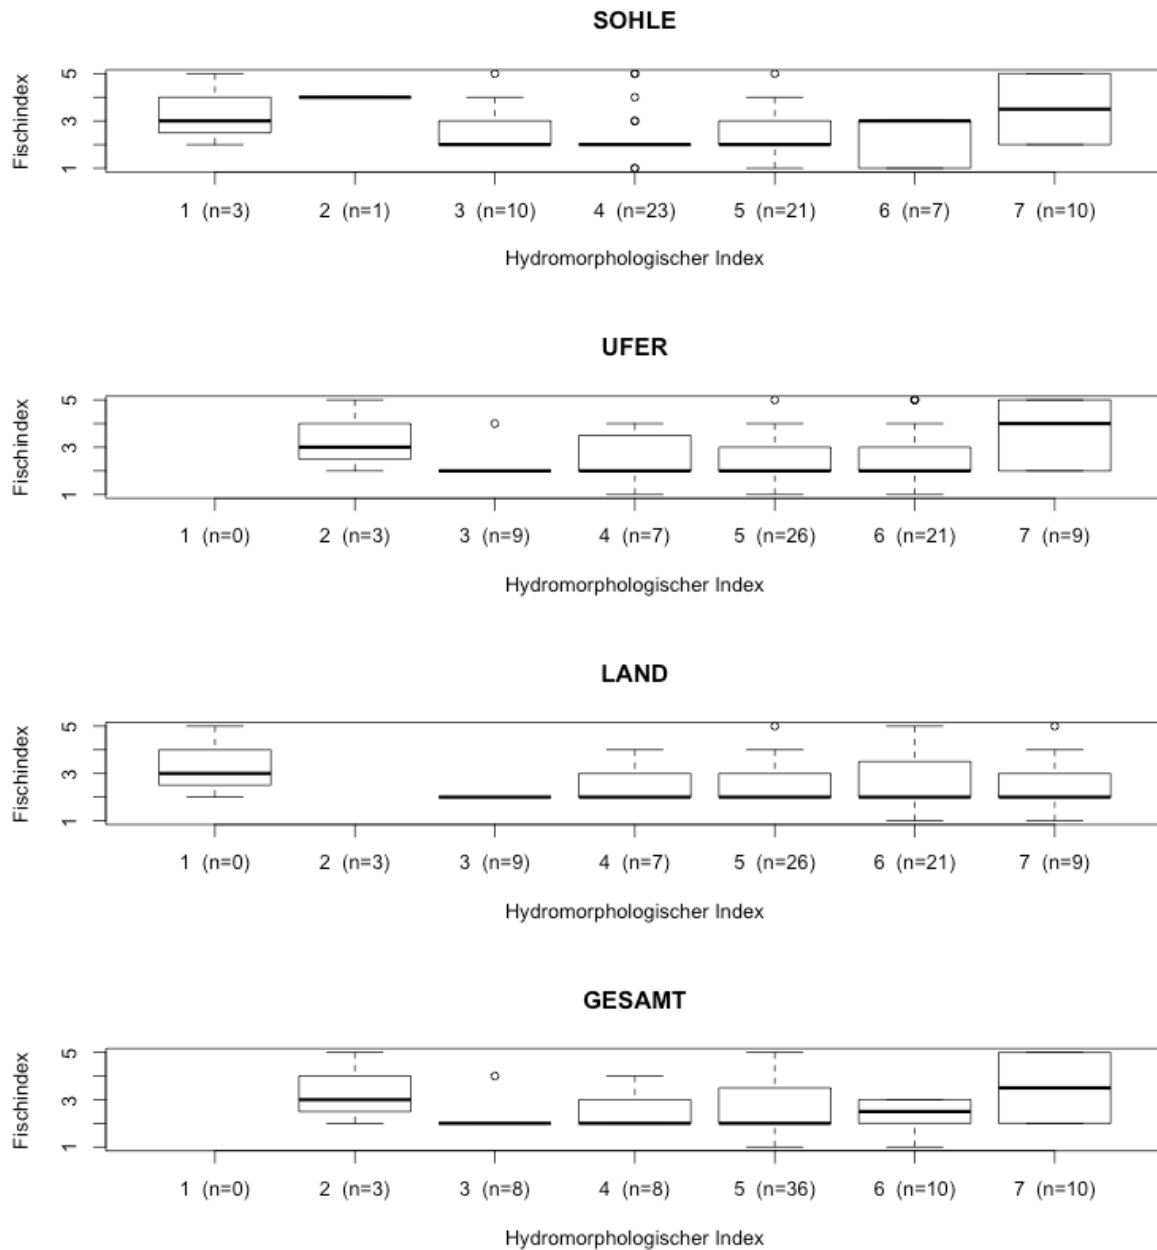 SOHLE
Fischindex
5
3
1
1 (n=3) 2 (n=1) 3 (n=10) 4 (n=23) 5 (n=21) 6 (n=7) 7 (n=10)
Hydromorphologischer Index
UFER
Fischindex
5
3
1
1 (n=0) 2 (n=3) 3 (n=9) 4 (n=7) 5 (n=26) 6 (n=21) 7 (n=9)
Hydromorphologischer Index
LAND
Fischindex
5
3
1
1 (n=0) 2 (n=3) 3 (n=9) 4 (n=7) 5 (n=26) 6 (n=21) 7 (n=9)
Hydromorphologischer Index
GESAMT
Fischindex
5
3
1
1 (n=0) 2 (n=3) 3 (n=8) 4 (n=8) 5 (n=36) 6 (n=10) 7 (n=10)
Hydromorphologischer Index